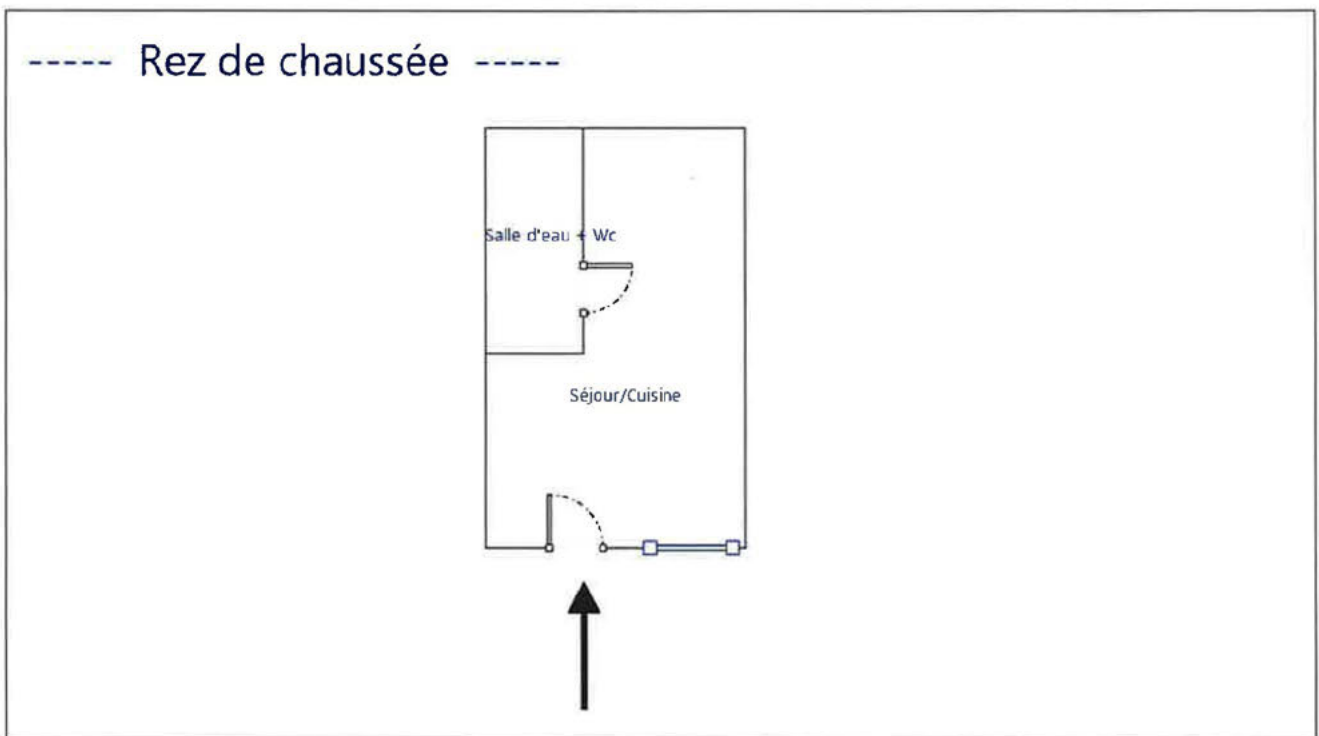 ----- Rez de chaussée -----
Salle d'eau + Wc
Séjour/Cuisine